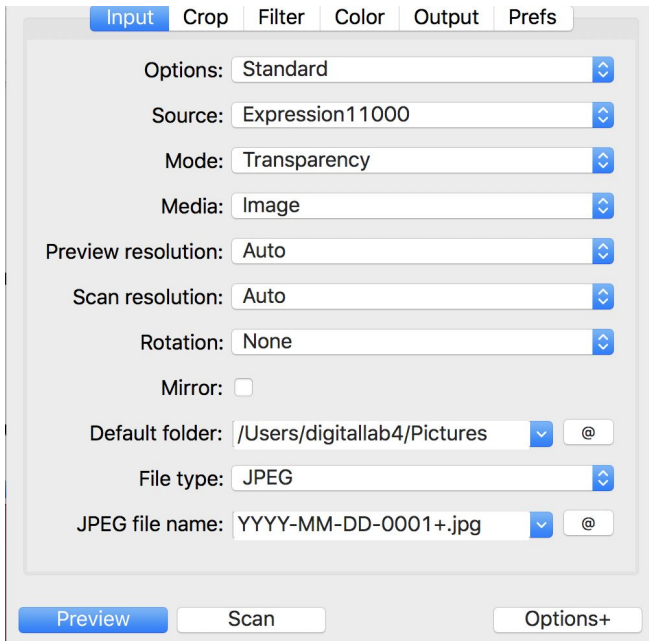 Input Crop Filter Color Output Prefs
Options: Standard
Source: Expression11000
Mode: Transparency
Media: Image
Preview resolution: Auto
Scan resolution: Auto
Rotation: None
Mirror:
Default folder: /Users/digitallab4/Pictures @
File type: JPEG
JPEG file name: YYYY-MM-DD-0001+.jpg @
Preview Scan Options+